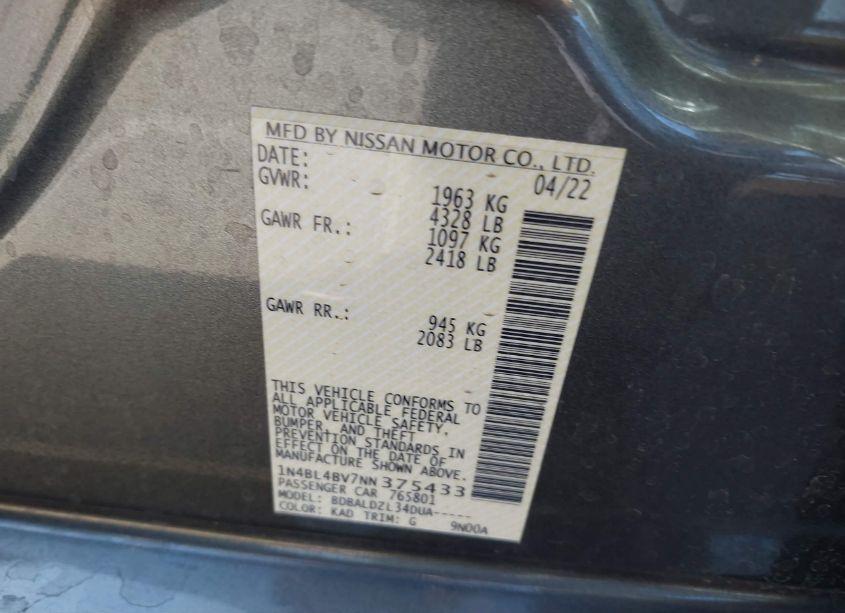 MFD BY NISSAN MOTOR CO., LTD.
DATE: 04/22
GVWR: 1963 KG
4328 LB
GAWR FR.: 1097 KG
2418 LB
GAWR RR.: 945 KG
2083 LB
THIS VEHICLE CONFORMS TO
ALL APPLICABLE FEDERAL
MOTOR VEHICLE SAFETY,
BUMPER, AND THEFT
PREVENTION STANDARDS IN
EFFECT ON THE DATE OF
MANUFACTURE SHOWN ABOVE.
1N4BL4BV7NN375433
PASSENGER CAR 765801
MODEL: BDBALDZL34DUA-----
COLOR: KAD TRIM: G 9N00A